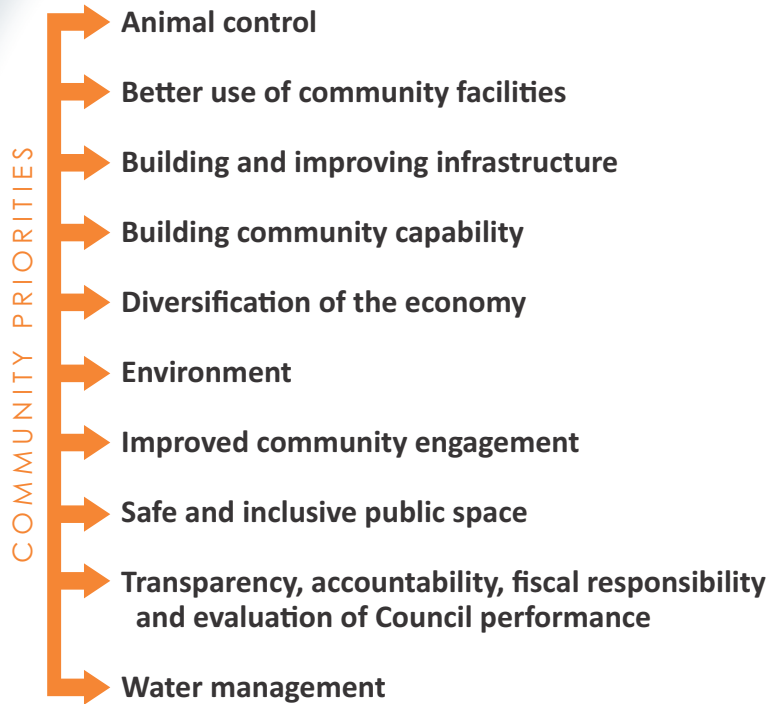 COMMUNITY PRIORITIES
Animal control
Better use of community facilities
Building and improving infrastructure
Building community capability
Diversification of the economy
Environment
Improved community engagement
Safe and inclusive public space
Transparency, accountability, fiscal responsibility
and evaluation of Council performance
Water management